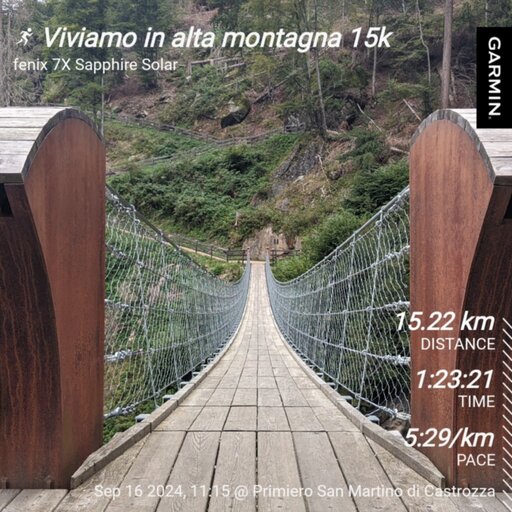 Viviamo in alta montagna 15k
fenix 7X Sapphire Solar
GARMIN.
15.22 km
DISTANCE
1:23:21
TIME
5:29/km
PACE
Sep 16 2024, 11:15 @ Primiero San Martino di Castrozza